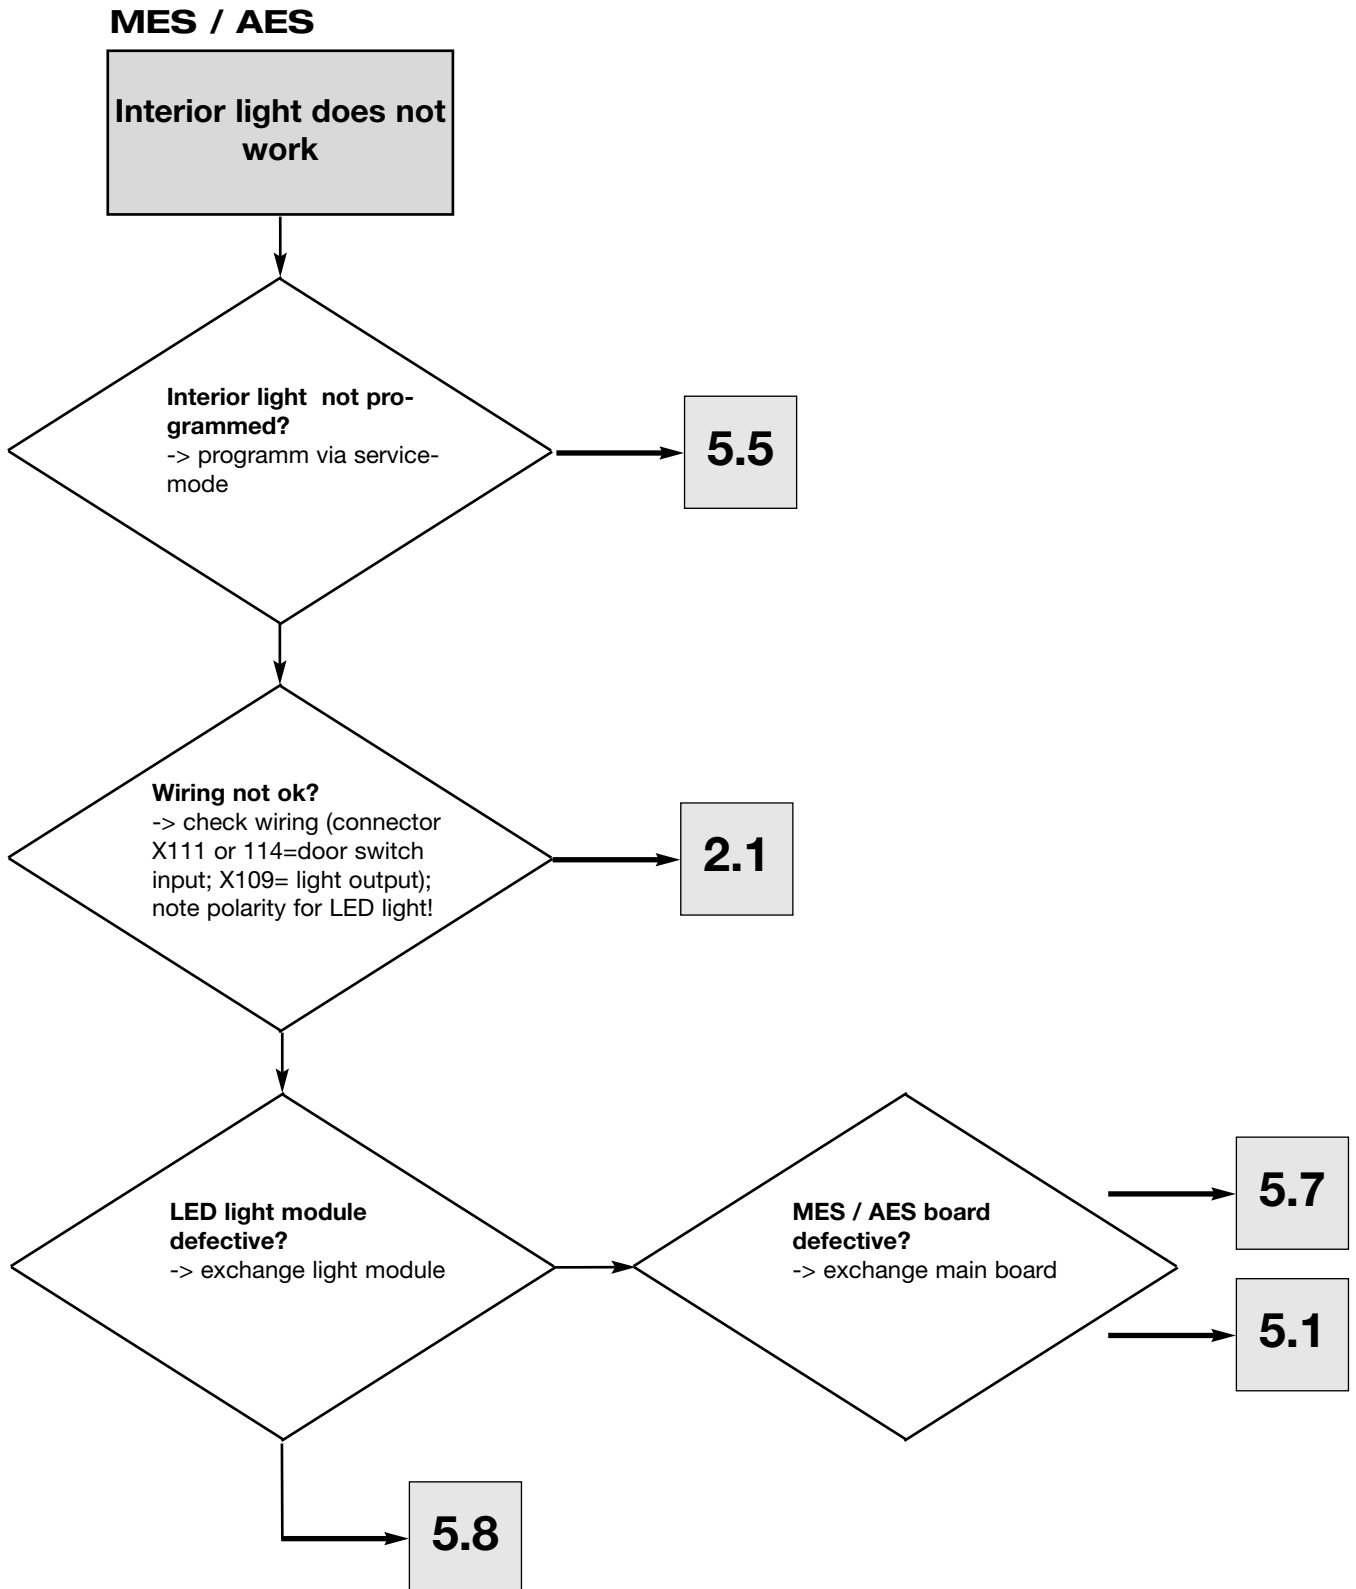 MES / AES
Interior light does not
work
Interior light  not pro-
grammed?
-> programm via service-
mode
5.5
Wiring not ok?
-> check wiring (connector
X111 or 114=door switch
input; X109= light output);
note polarity for LED light!
2.1
LED light module
defective?
-> exchange light module
MES / AES board
defective?
-> exchange main board
5.7
5.1
5.8